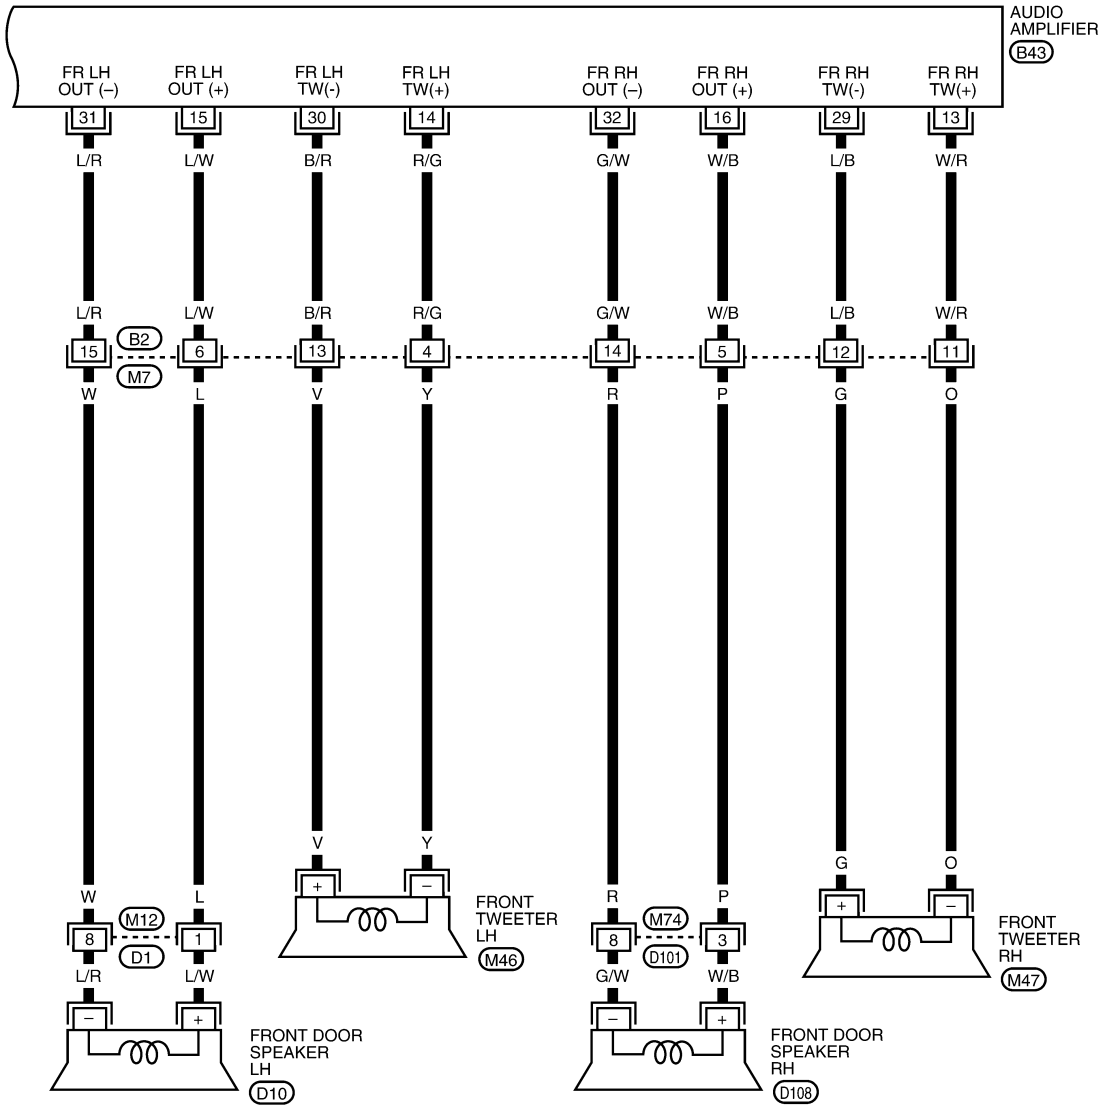 AUDIO
AMPLIFIER
B43
FR LH FR LH FR LH FR LH FR RH FR RH FR RH FR RH
OUT (–) OUT (+) TW(-) TW(+) OUT (–) OUT (+) TW(-) TW(+)
31 15 30 14 32 16 29 13
L/R L/W B/R R/G G/W W/B L/B W/R
L/R L/W B/R R/G G/W W/B L/B W/R
B2
15 6 13 4 14 5 12 11
M7
W L V Y R P G O
V Y
G O
+ –
W L R P
+ –
FRONT
TWEETER
LH
M46
M12 M74
8 1 8 3
D1 D101
FRONT
TWEETER
RH
M47
L/R L/W G/W W/B
– + – +
FRONT DOOR
SPEAKER
LH
D10
FRONT DOOR
SPEAKER
RH
D108